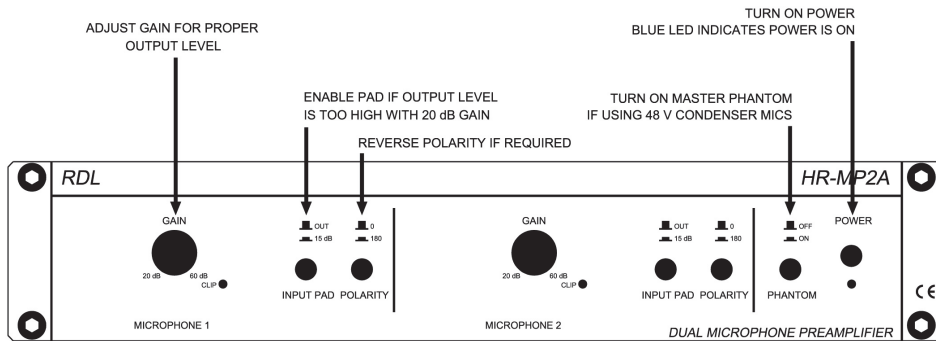 TURN ON POWER
BLUE LED INDICATES POWER IS ON
ADJUST GAIN FOR PROPER
OUTPUT LEVEL
ENABLE PAD IF OUTPUT LEVEL
IS TOO HIGH WITH 20 dB GAIN
TURN ON MASTER PHANTOM
IF USING 48 V CONDENSER MICS
REVERSE POLARITY IF REQUIRED
RDL
HR-MP2A
GAIN
20 dB
60 dB
CLIP
OUT
15 dB
INPUT PAD
0
180
POLARITY
MICROPHONE 1
GAIN
20 dB
60 dB
CLIP
OUT
15 dB
INPUT PAD
0
180
POLARITY
MICROPHONE 2
OFF
ON
PHANTOM
POWER
CE
DUAL MICROPHONE PREAMPLIFIER